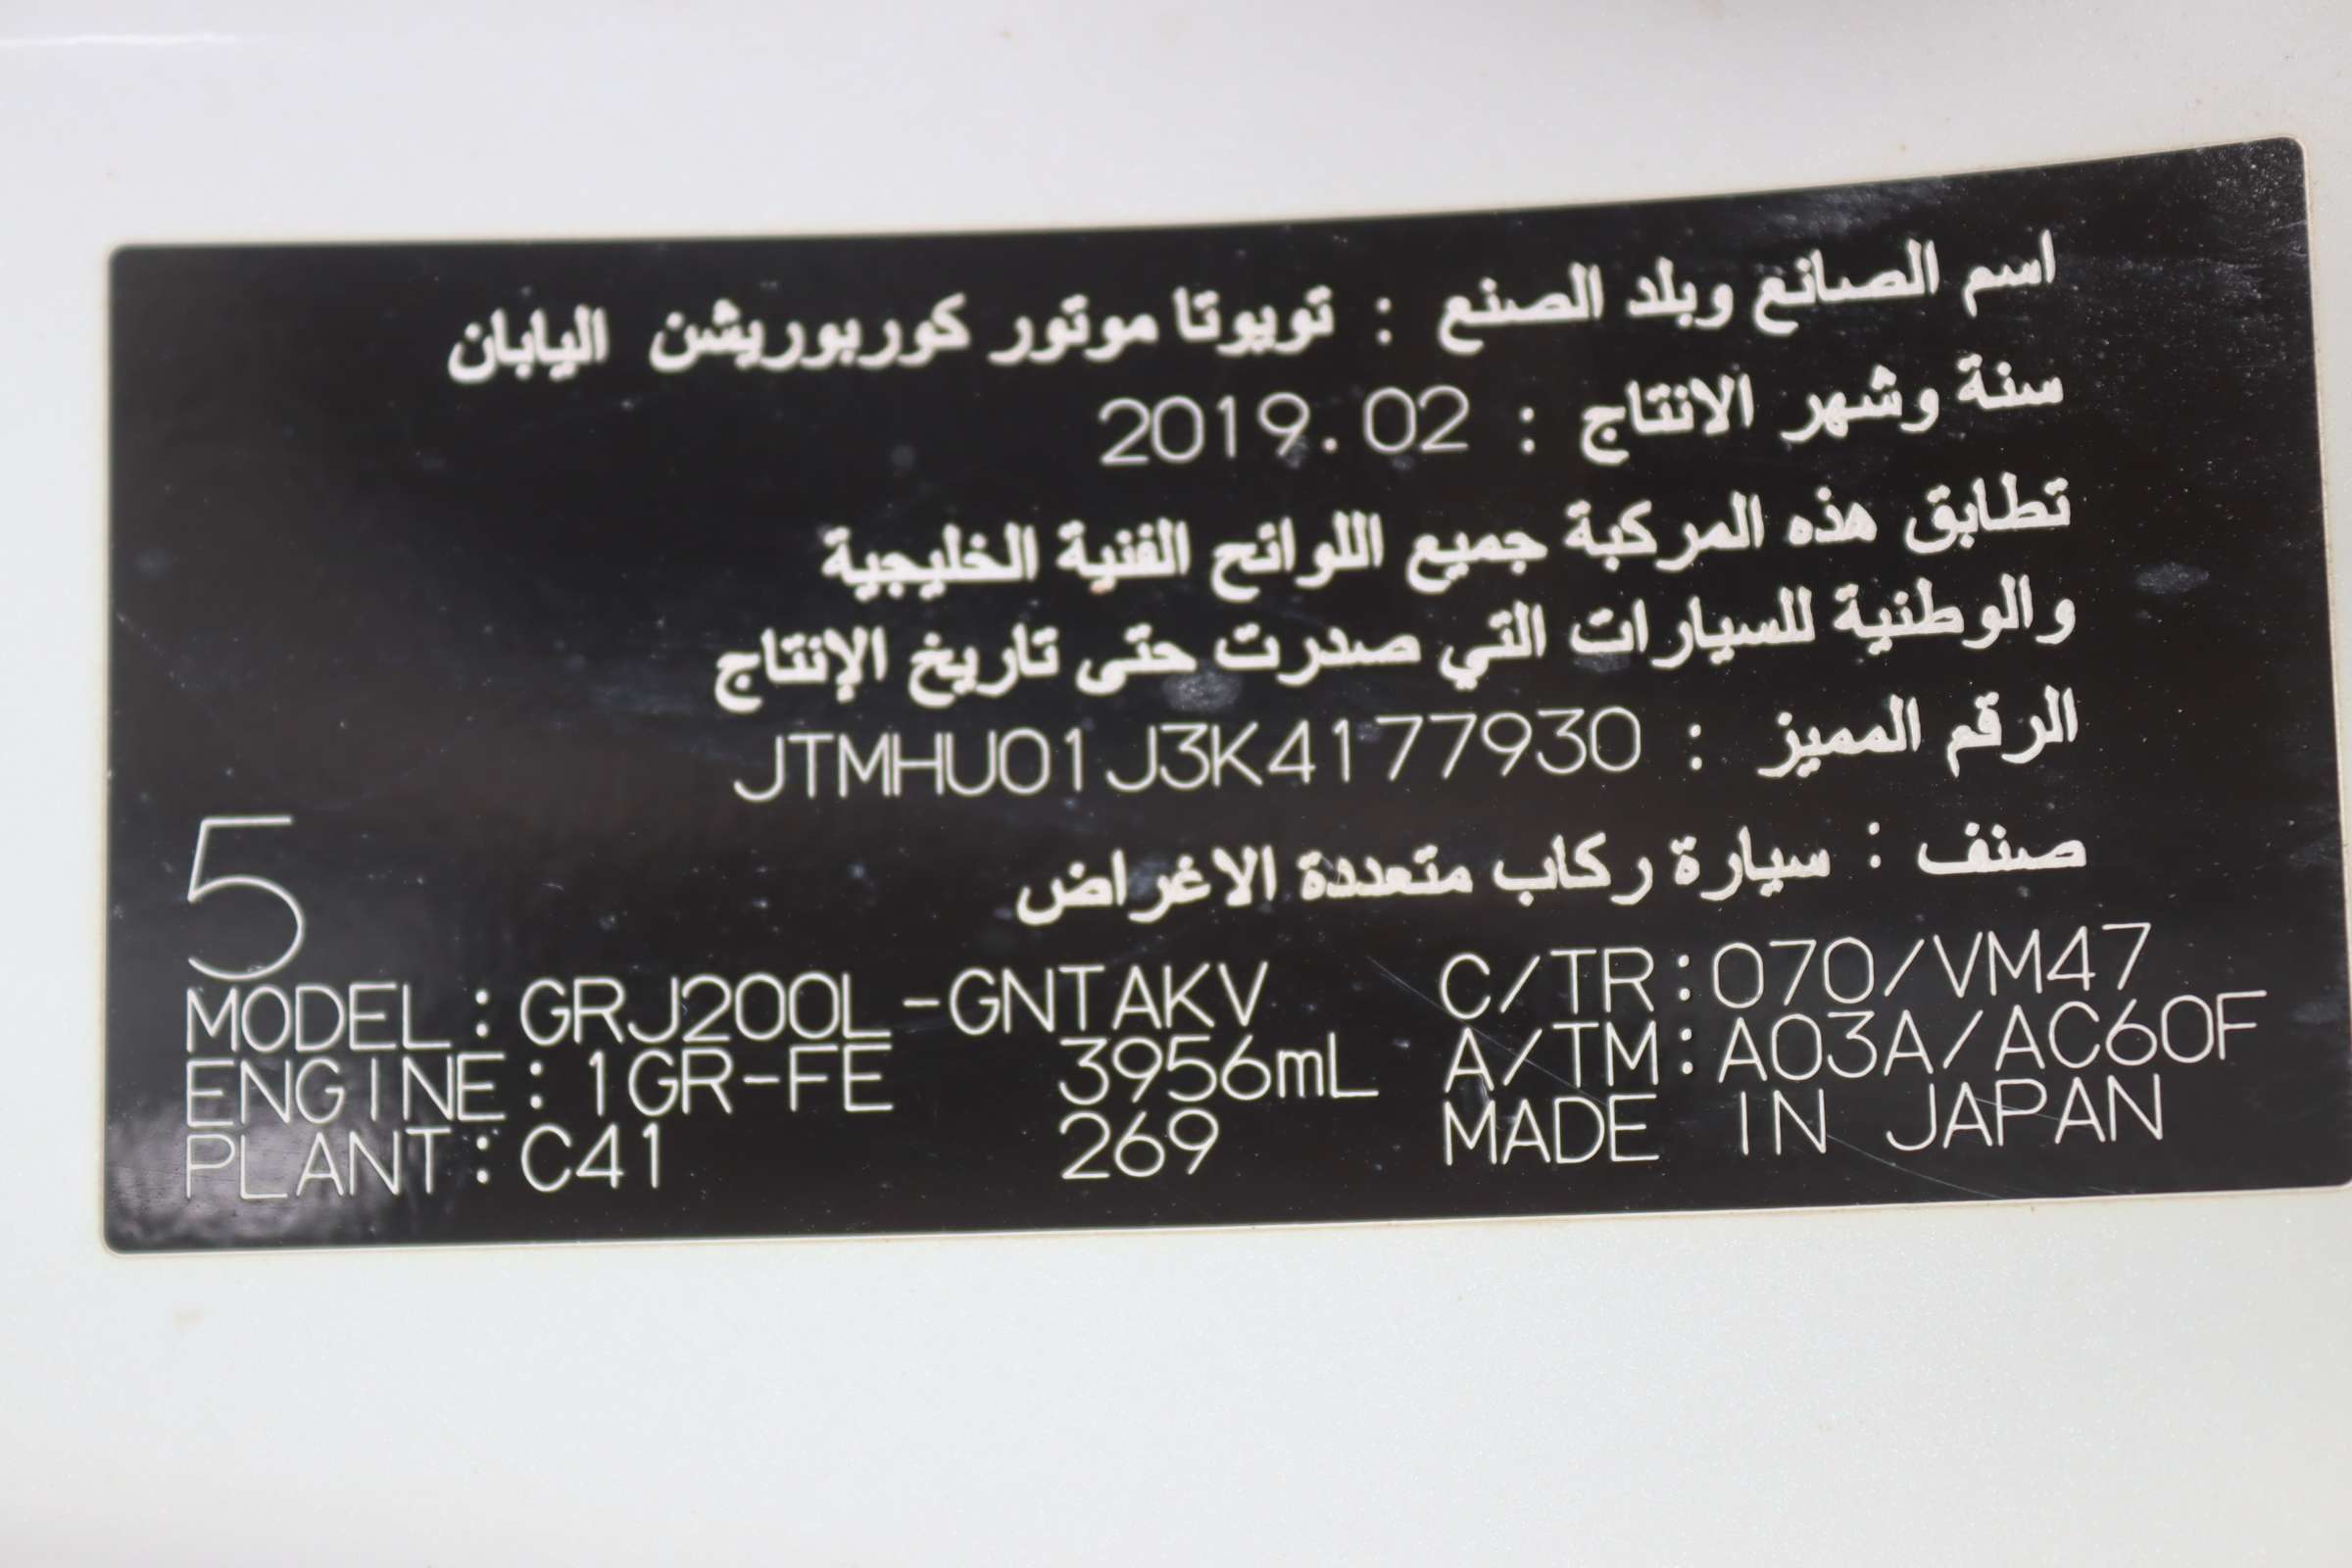 اسم الصانع وبلد الصنع : تويوتا موتور كوربوريشن اليابان
سنة وشهر الانتاج : 2019.02
تطابق هذه المركبة جميع اللوائح الفنية الخليجية
والوطنية للسيارات التي صدرت حتى تاريخ الإنتاج
الرقم المميز : JTMHU01J3K4177930
صنف : سيارة ركاب متعددة الاغراض
5
MODEL:GRJ200L-GNTAKV C/TR:070/VM47
ENGINE:1GR-FE 3956mL A/TM:A03A/AC60F
PLANT:C41 269 MADE IN JAPAN